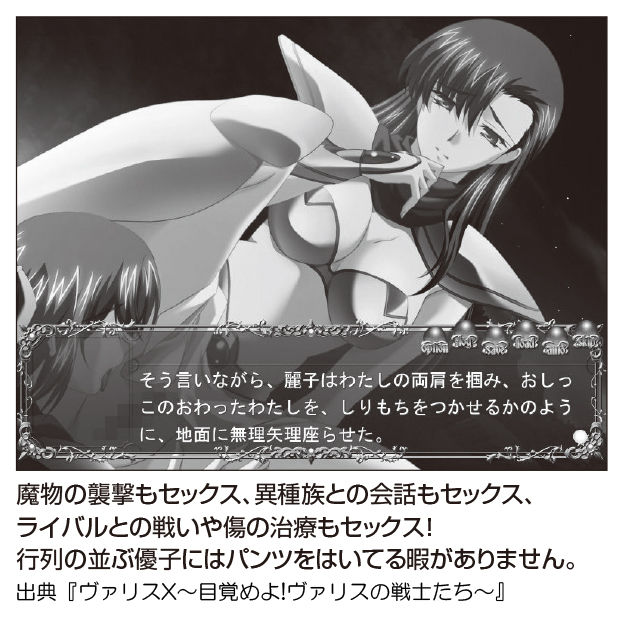 そう言いながら、麗子はわたしの両肩を掴み、おしっ
このおわったわたしを、しりもちをつかせるかのよう
に、地面に無理矢理座らせた。
魔物の襲撃もセックス、異種族との会話もセックス、
ライバルとの戦いや傷の治療もセックス!
行列の並ぶ優子にはパンツをはいてる暇がありません。
出典『ヴァリスX〜目覚めよ!ヴァリスの戦士たち〜』